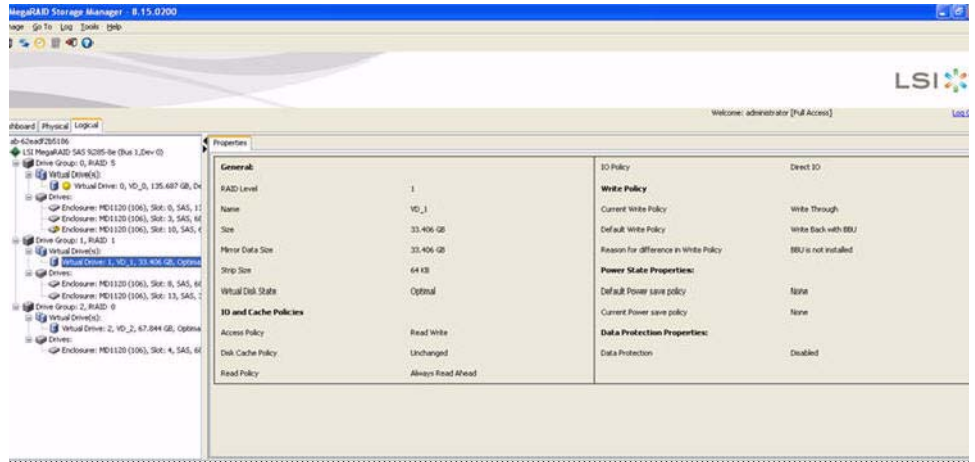 MegaRAID Storage Manager - 8.15.0200
Go To Log Tools Help
LSI
Welcome: administrator [Full Access]
Physical Logical
LSI MegaRAID SAS 9285-8e (Bus 1,Dev 0)
Drive Group: 0, RAID 5
Virtual Drive(s):
Virtual Drive: 0, VD_0, 135.687 GB,
Drives:
Enclosure: MD1120 (106), Slot: 0, SAS,
Enclosure: MD1120 (106), Slot: 3, SAS,
Enclosure: MD1120 (106), Slot: 10, SAS,
Drive Group: 1, RAID 1
Virtual Drive(s):
Virtual Drive: 1, VD_1, 33.406 GB, Optima
Drives:
Enclosure: MD1120 (106), Slot: 8, SAS,
Enclosure: MD1120 (106), Slot: 13, SAS,
Drive Group: 2, RAID 0
Virtual Drive(s):
Virtual Drive: 2, VD_2, 67.844 GB, Optima
Drives:
Enclosure: MD1120 (106), Slot: 4, SAS,
Properties
General:
RAID Level 1
Name VD_1
Size 33.406 GB
Mirror Data Size 33.406 GB
Strip Size 64 KB
Virtual Disk State Optimal
IO and Cache Policies
Access Policy Read Write
Disk Cache Policy Unchanged
Read Policy Always Read Ahead
IO Policy Direct IO
Write Policy
Current Write Policy Write Through
Default Write Policy Write Back with BBU
Reason for difference in Write Policy BBU is not installed
Power State Properties:
Default Power save policy None
Current Power save policy None
Data Protection Properties:
Data Protection Disabled